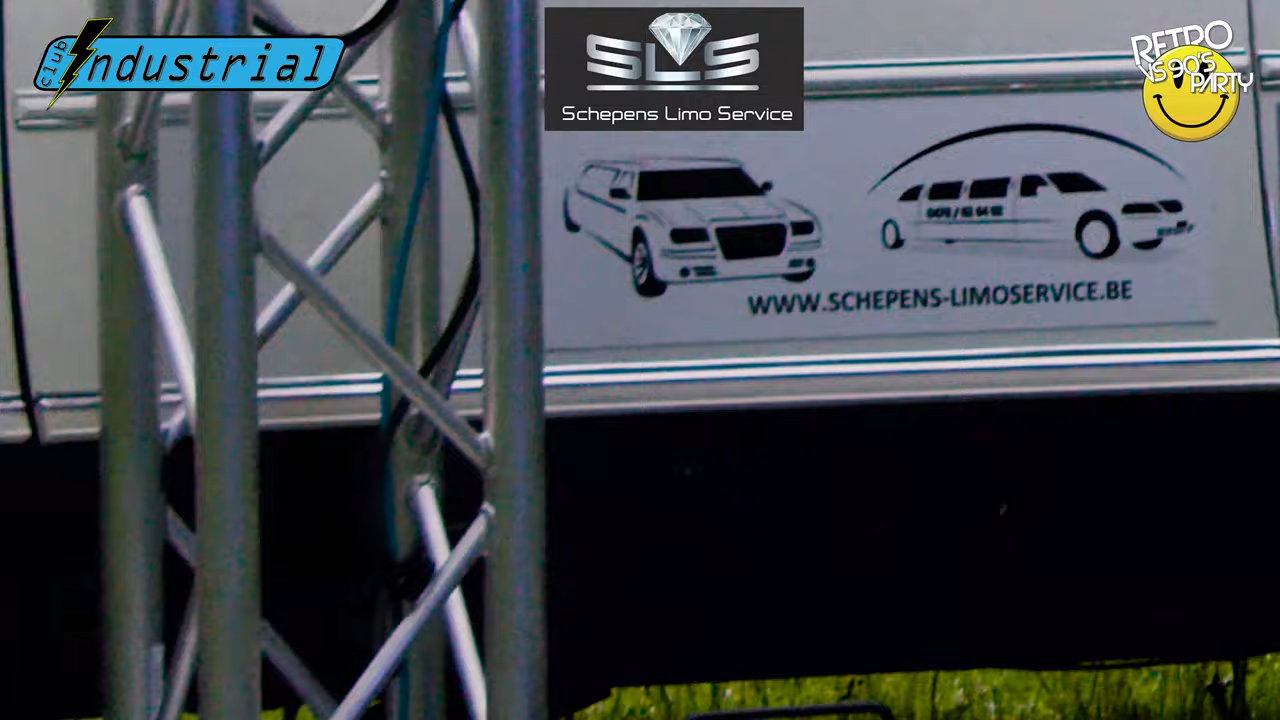 club Industrial
SLS
Schepens Limo Service
RETRO
VS 90'S
PARTY
WWW.SCHEPENS-LIMOSERVICE.BE